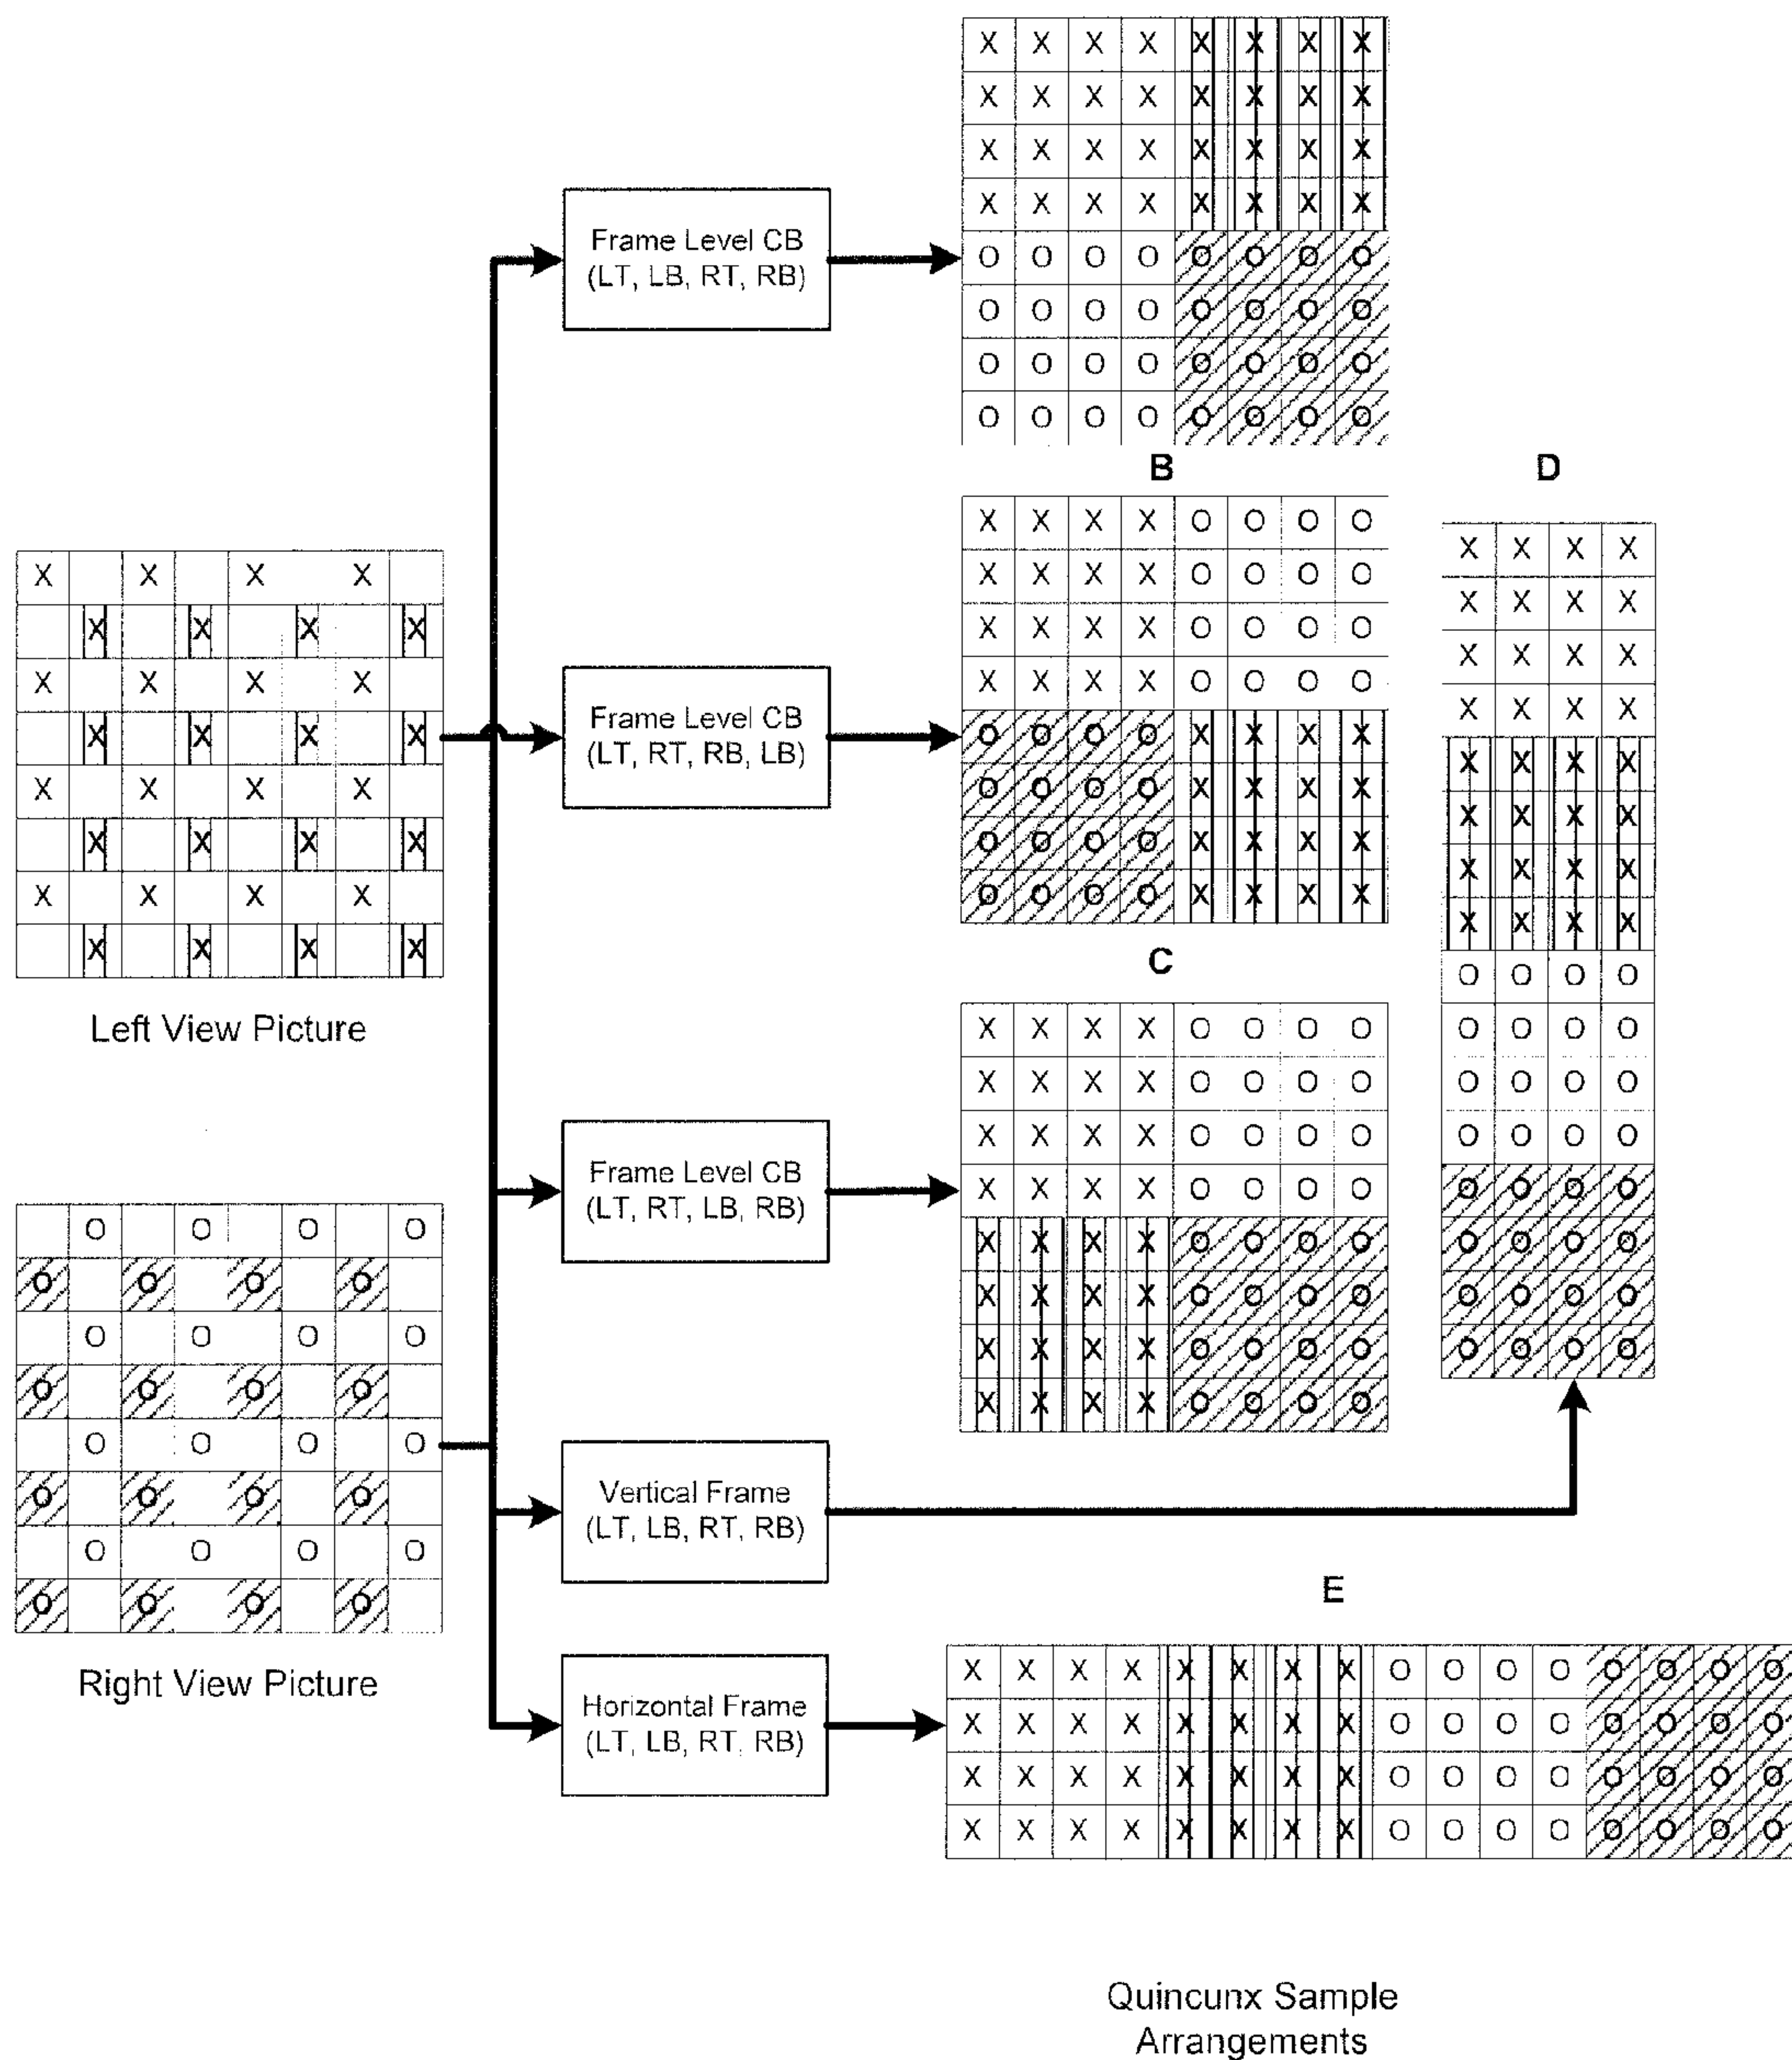 X X X X X X X X
X X X X X X X X
X X X X X X X X
X X X X X X X X
O O O O O O O O
O O O O O O O O
O O O O O O O O
O O O O O O O O
Frame Level CB
(LT, LB, RT, RB)
B
X X X X O O O O
X X X X O O O O
X X X X O O O O
X X X X O O O O
O O O O X X X X
O O O O X X X X
O O O O X X X X
O O O O X X X X
Frame Level CB
(LT, RT, RB, LB)
D
X X X X
X X X X
X X X X
X X X X
X X X X
X X X X
X X X X
X X X X
O O O O
O O O O
O O O O
O O O O
O O O O
O O O O
O O O O
O O O O
X X X X
X X X X
X X X X
X X X X
X X X X
X X X X
X X X X
X X X X
Left View Picture
C
X X X X O O O O
X X X X O O O O
X X X X O O O O
X X X X O O O O
X X X X O O O O
X X X X O O O O
X X X X O O O O
X X X X O O O O
Frame Level CB
(LT, RT, LB, RB)
O O O O
O O O O
O O O O
O O O O
O O O O
O O O O
O O O O
O O O O
Right View Picture
Vertical Frame
(LT, LB, RT, RB)
E
Horizontal Frame
(LT, LB, RT, RB)
X X X X X X X X O O O O O O O O
X X X X X X X X O O O O O O O O
X X X X X X X X O O O O O O O O
X X X X X X X X O O O O O O O O
Quincunx Sample
Arrangements